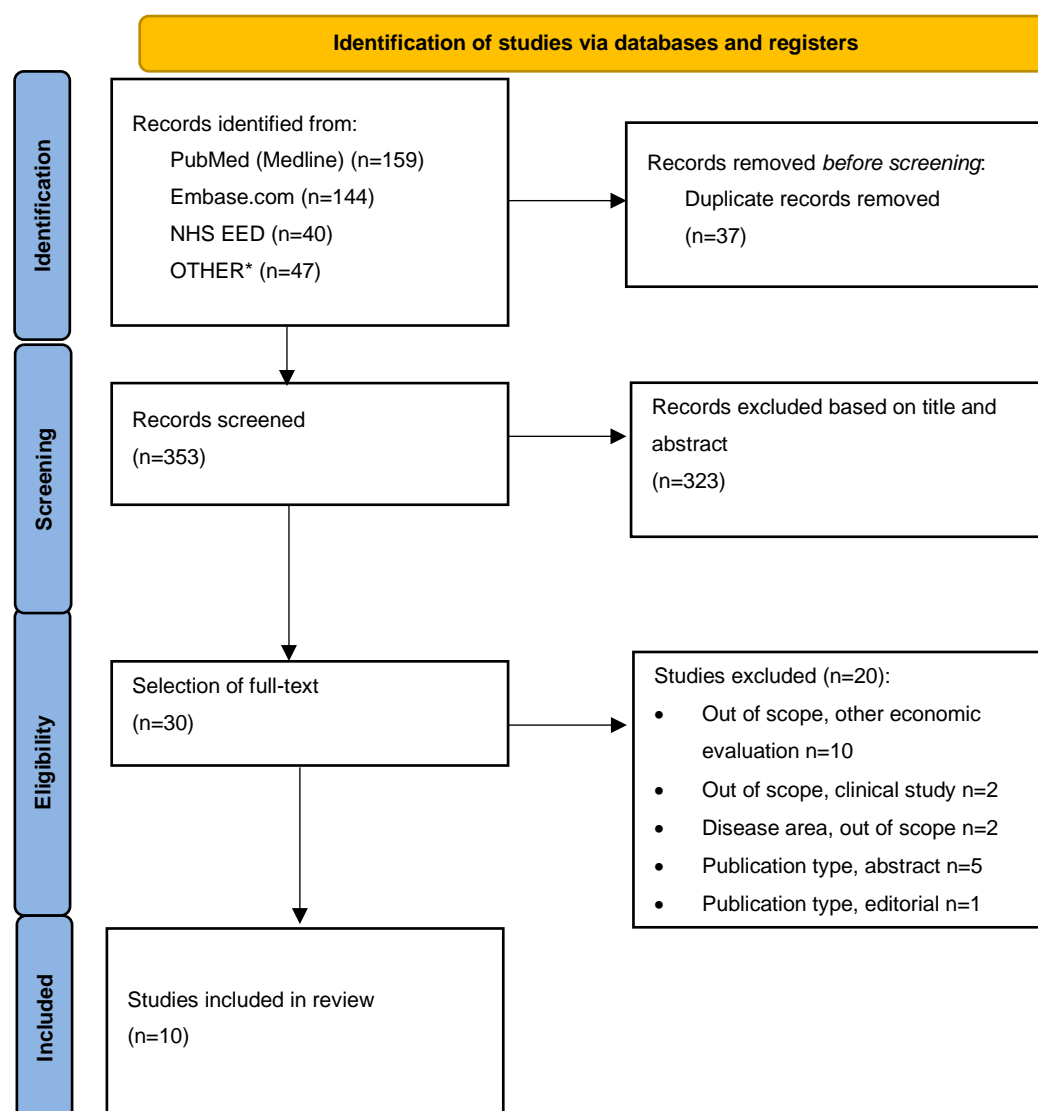 Identification of studies via databases and registers
Identification
Records identified from:
PubMed (Medline) (n=159)
Embase.com (n=144)
NHS EED (n=40)
OTHER* (n=47)
Records removed before screening:
Duplicate records removed
(n=37)
Screening
Records screened
(n=353)
Records excluded based on title and
abstract
(n=323)
Eligibility
Selection of full-text
(n=30)
Studies excluded (n=20):
• Out of scope, other economic
evaluation n=10
• Out of scope, clinical study n=2
• Disease area, out of scope n=2
• Publication type, abstract n=5
• Publication type, editorial n=1
Included
Studies included in review
(n=10)